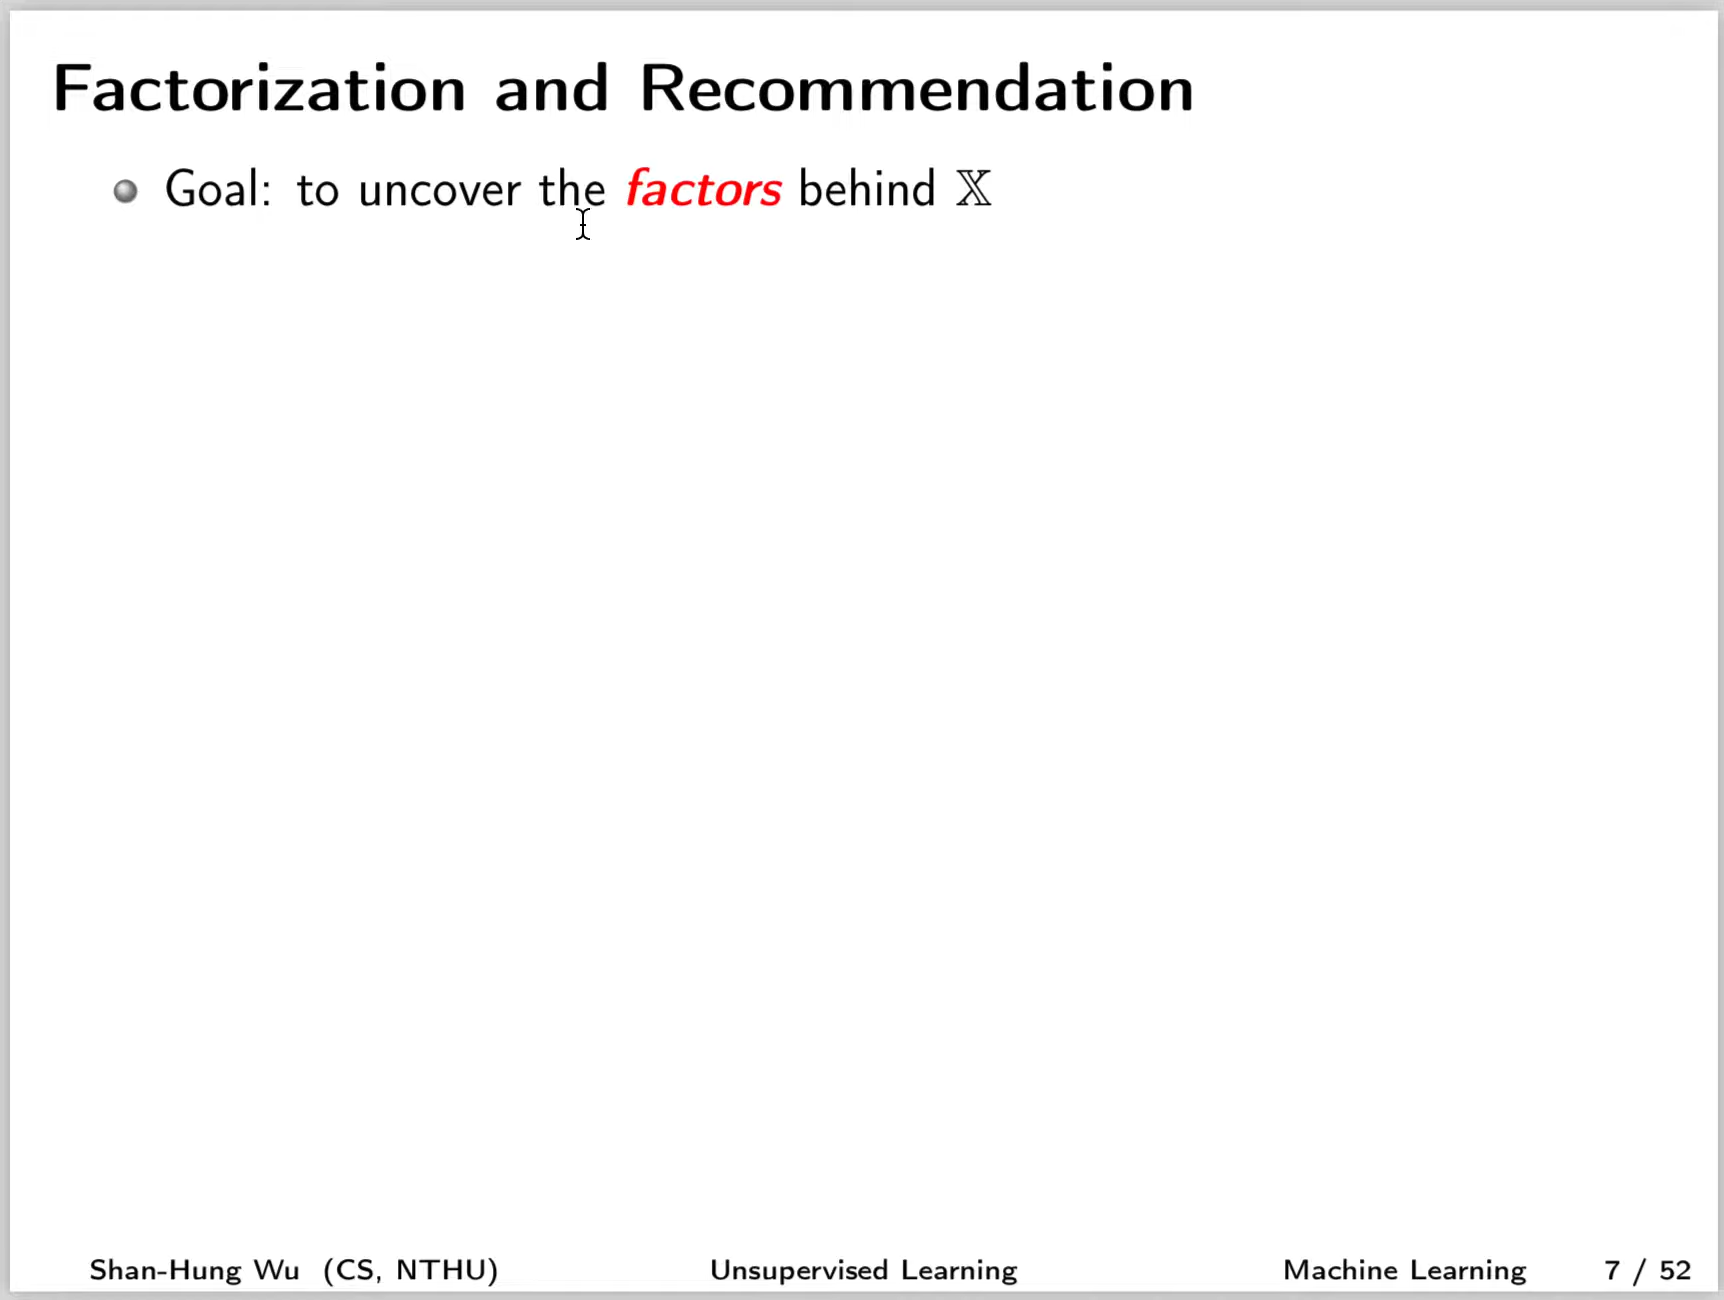 Factorization and Recommendation
Goal: to uncover the factors behind 𝕏
Shan-Hung Wu (CS, NTHU) Unsupervised Learning Machine Learning 7 / 52